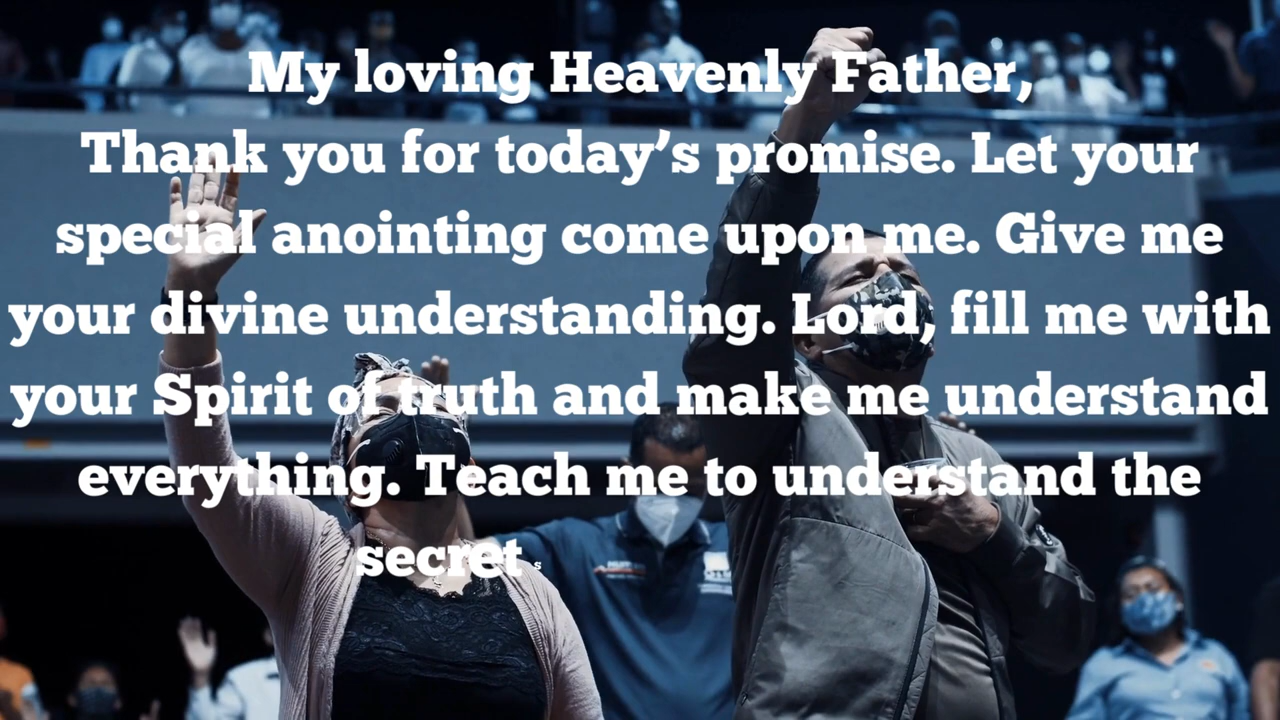 My loving Heavenly Father,
Thank you for today’s promise. Let your
special anointing come upon me. Give me
your divine understanding. Lord, fill me with
your Spirit of truth and make me understand
everything. Teach me to understand the
secrets